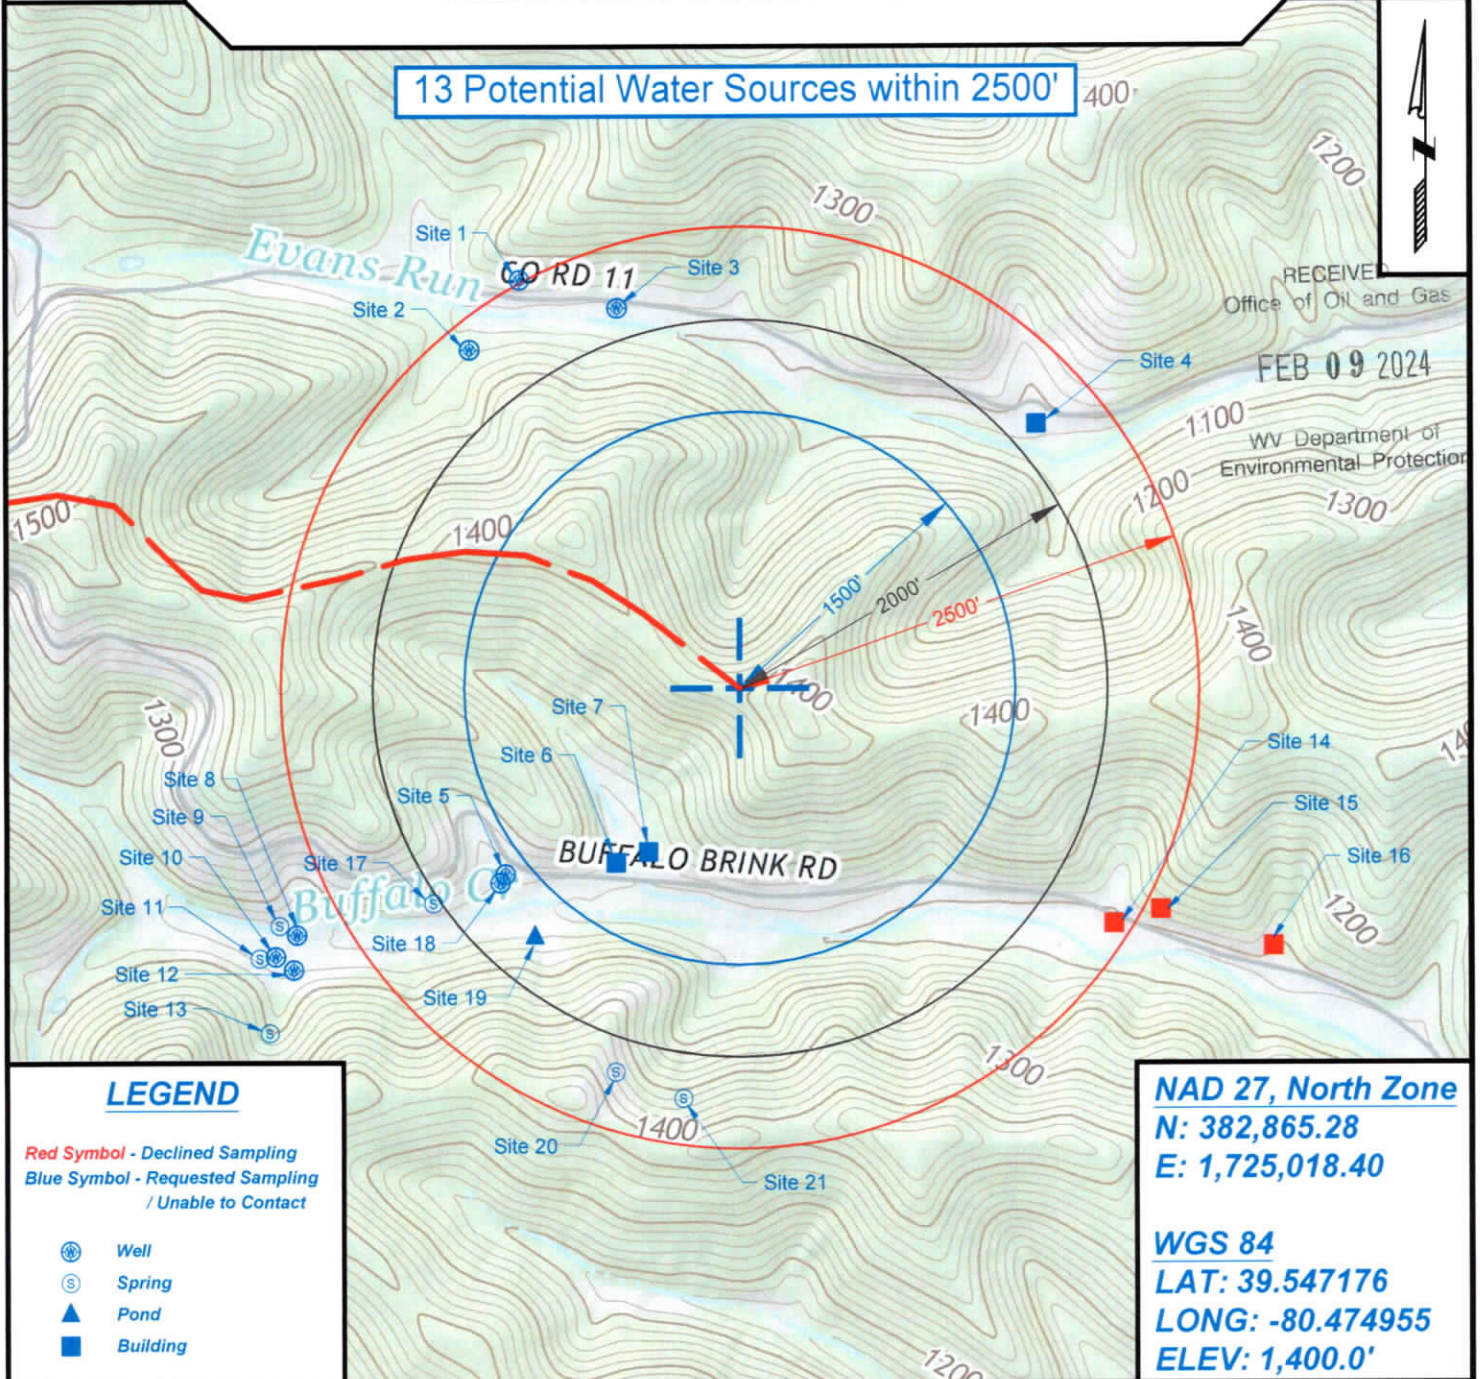 13 Potential Water Sources within 2500'
400
1200
1300
Site 1
Evans Run
CO RD 11
Site 3
RECEIVED
Office of Oil and Gas
Site 2
Site 4
FEB 09 2024
1100
WV Department of
Environmental Protection
1200
1300
1500
1400
1500'
2000'
2500'
1400
1400
1400
1300
Site 7
Site 14
Site 6
Site 8
Site 5
Site 15
Site 9
Site 10
Site 17
BUFFALO BRINK RD
Site 16
Buffalo Cr
Site 11
1200
Site 18
Site 12
Site 19
Site 13
1300
1400
Site 20
Site 21
1200
LEGEND
Red Symbol - Declined Sampling
Blue Symbol - Requested Sampling
/ Unable to Contact
W Well
S Spring
Pond
Building
NAD 27, North Zone
N: 382,865.28
E: 1,725,018.40
WGS 84
LAT: 39.547176
LONG: -80.474955
ELEV: 1,400.0'